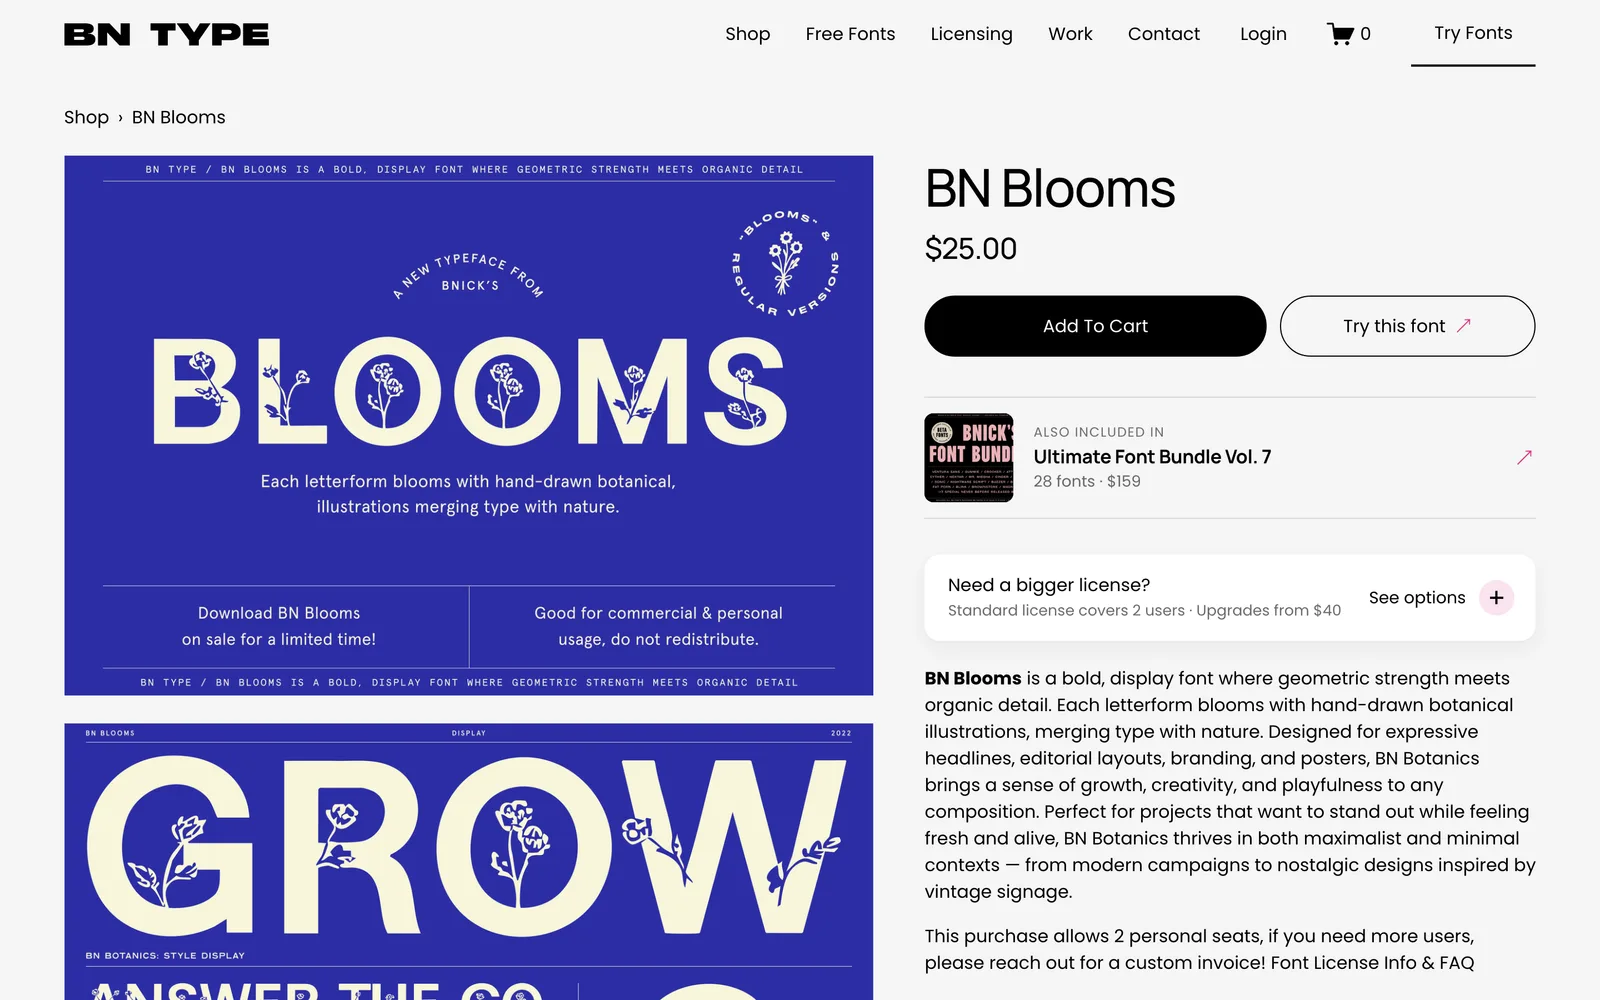 BN TYPE
Shop
Free Fonts
Licensing
Work
Contact
Login
0
Try Fonts
Shop › BN Blooms
BN TYPE / BN BLOOMS IS A BOLD, DISPLAY FONT WHERE GEOMETRIC STRENGTH MEETS ORGANIC DETAIL
"BLOOMS" & REGULAR VERSIONS
A NEW TYPEFACE FROM
BNICK'S
BLOOMS
Each letterform blooms with hand-drawn botanical,
illustrations merging type with nature.
Download BN Blooms
on sale for a limited time!
Good for commercial & personal
usage, do not redistribute.
BN TYPE / BN BLOOMS IS A BOLD, DISPLAY FONT WHERE GEOMETRIC STRENGTH MEETS ORGANIC DETAIL
BN BLOOMS
DISPLAY
2022
GROW
BN BOTANICS: STYLE DISPLAY
ANSWER THE CO
BN Blooms
$25.00
Add To Cart
Try this font
BETA
FONTS
BNICK'S
FONT BUND
ALSO INCLUDED IN
Ultimate Font Bundle Vol. 7
28 fonts · $159
Need a bigger license?
Standard license covers 2 users · Upgrades from $40
See options
BN Blooms is a bold, display font where geometric strength meets
organic detail. Each letterform blooms with hand-drawn botanical
illustrations, merging type with nature. Designed for expressive
headlines, editorial layouts, branding, and posters, BN Botanics
brings a sense of growth, creativity, and playfulness to any
composition. Perfect for projects that want to stand out while feeling
fresh and alive, BN Botanics thrives in both maximalist and minimal
contexts — from modern campaigns to nostalgic designs inspired by
vintage signage.
This purchase allows 2 personal seats, if you need more users,
please reach out for a custom invoice! Font License Info & FAQ